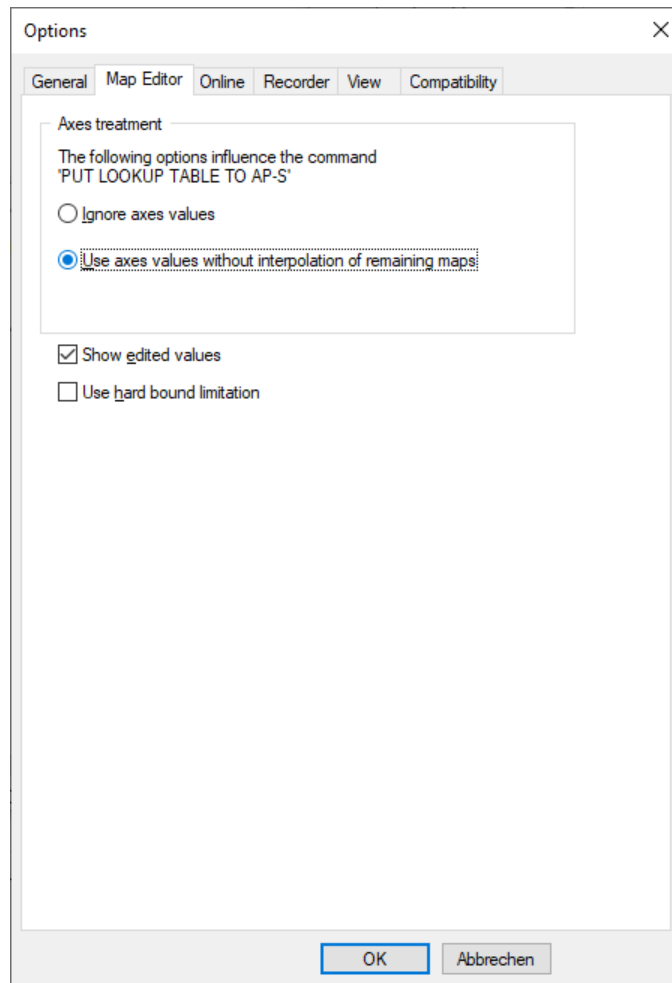 Options
General Map Editor Online Recorder View Compatibility
Axes treatment
The following options influence the command
'PUT LOOKUP TABLE TO AP-S'
Ignore axes values
Use axes values without interpolation of remaining maps
Show edited values
Use hard bound limitation
OK Abbrechen